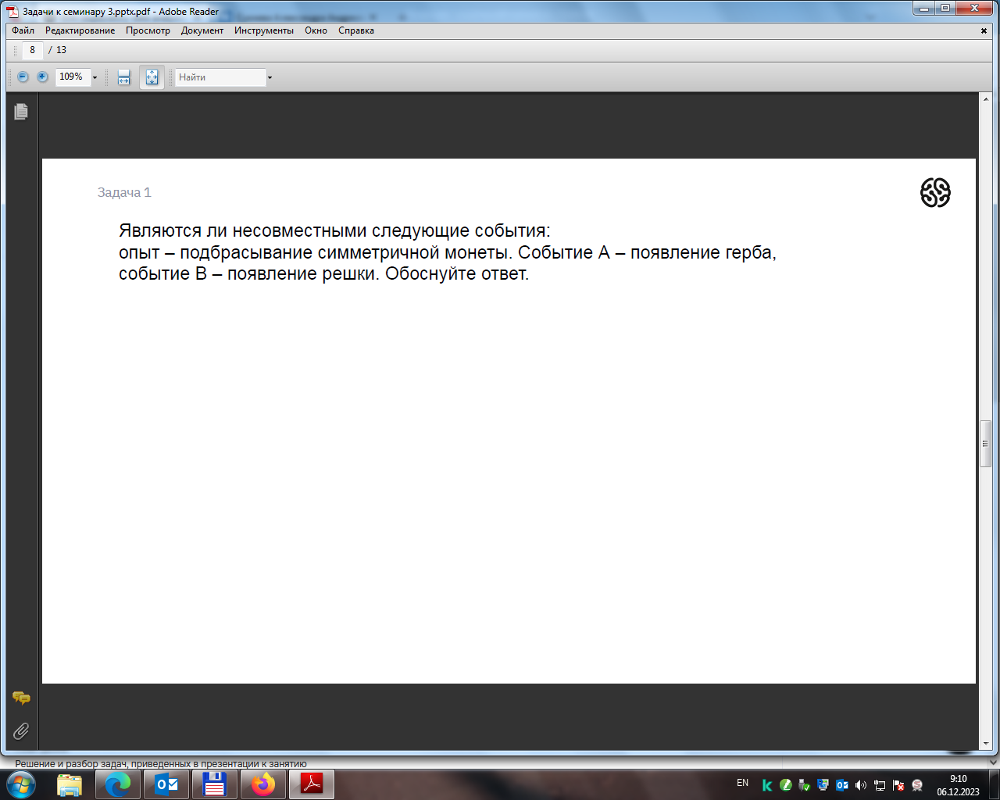 Задачи к семинару 3.pptx.pdf - Adobe Reader
Файл Редактирование Просмотр Документ Инструменты Окно Справка
8 / 13
109% Найти
Задача 1
Являются ли несовместными следующие события:
опыт – подбрасывание симметричной монеты. Событие А – появление герба,
событие В – появление решки. Обоснуйте ответ.
Решение и разбор задач, приведенных в презентации к занятию
EN 9:10
06.12.2023